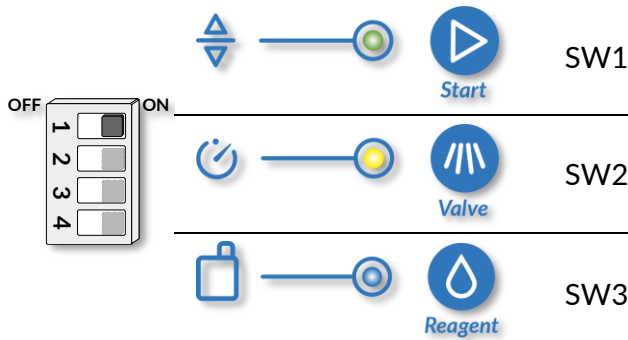 Start
SW1
OFF
ON
1
2
3
4
Valve
SW2
Reagent
SW3